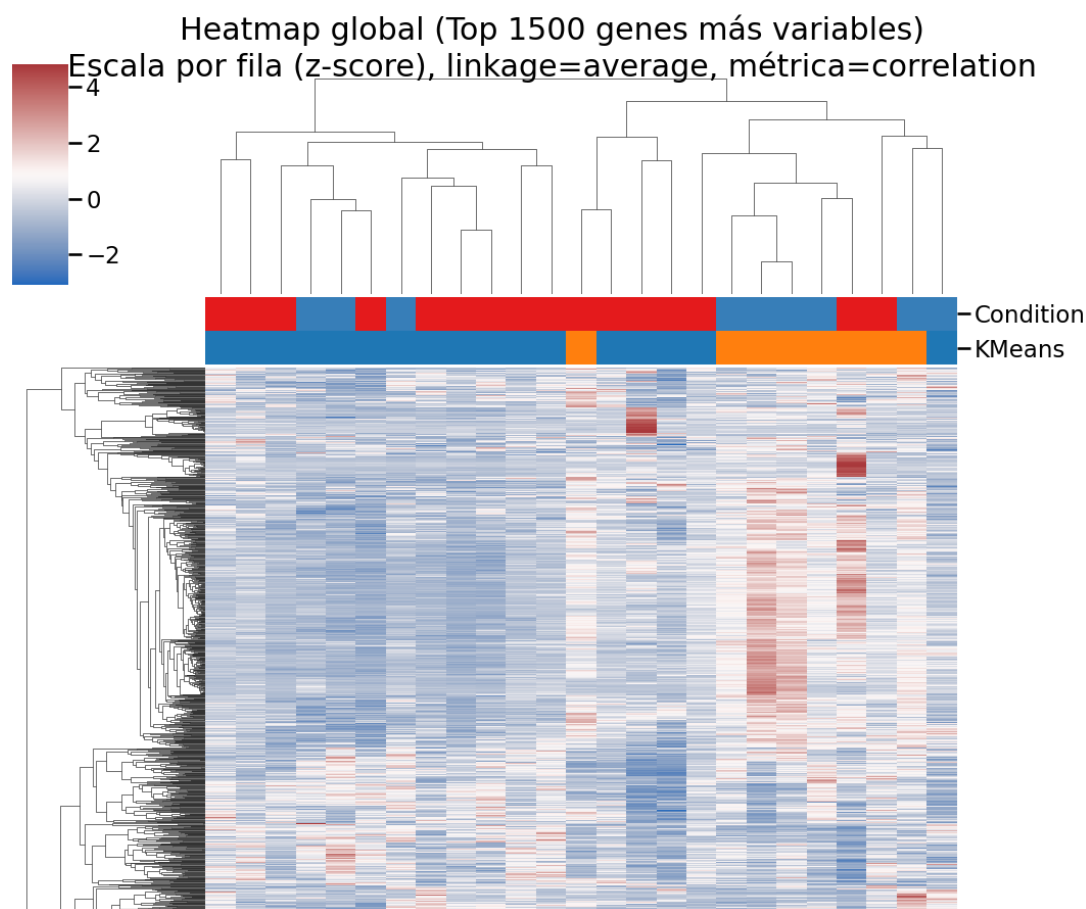 Heatmap global (Top 1500 genes más variables)
Escala por fila (z-score), linkage=average, métrica=correlation
4
2
0
−2
Condition
KMeans